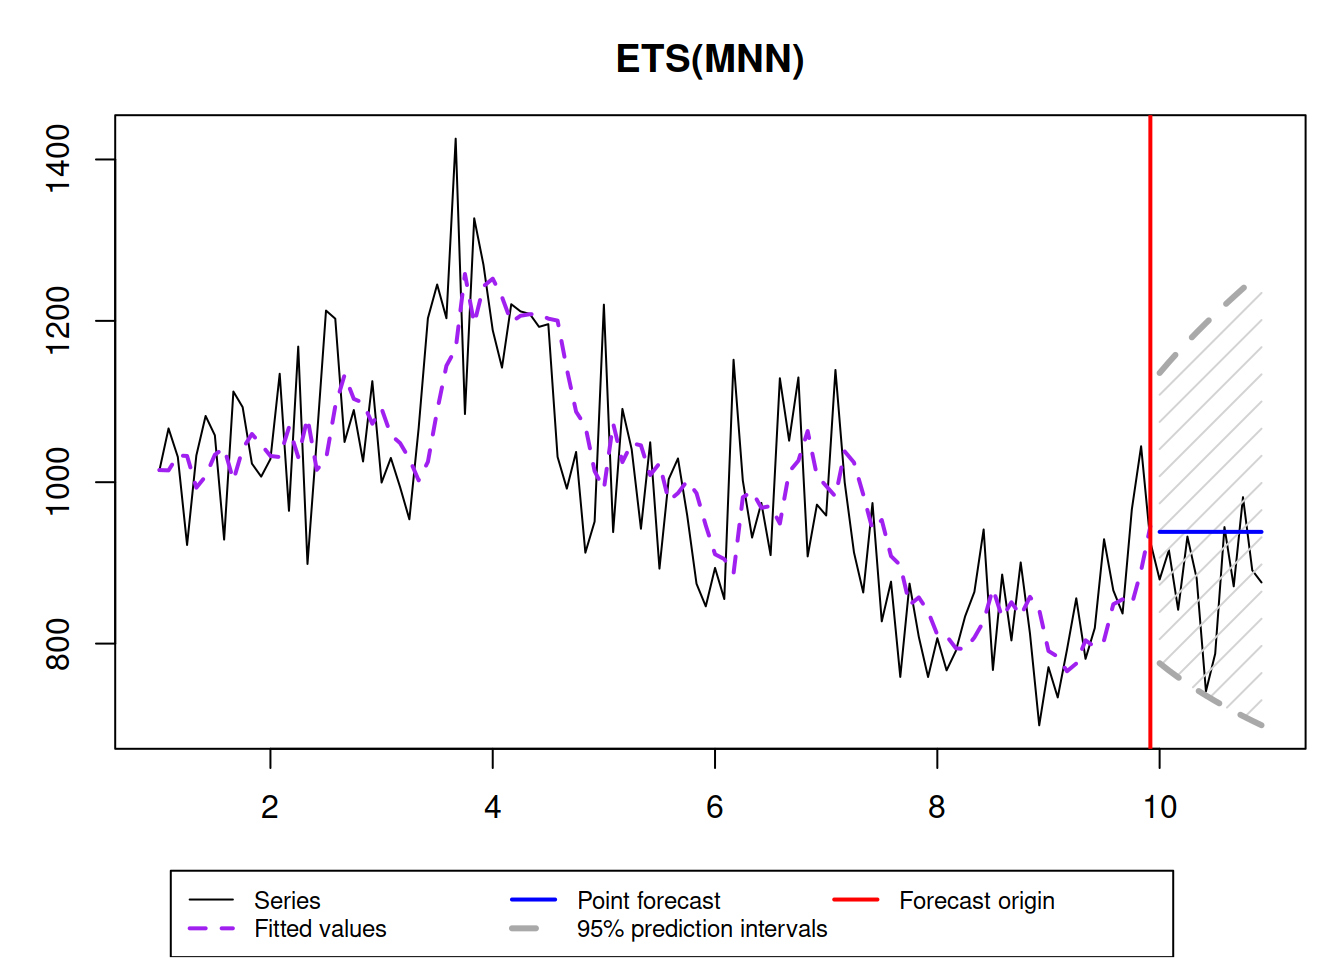 ETS(MNN)
1400
1200
1000
800
2 4 6 8 10
Series Point forecast Forecast origin
Fitted values 95% prediction intervals